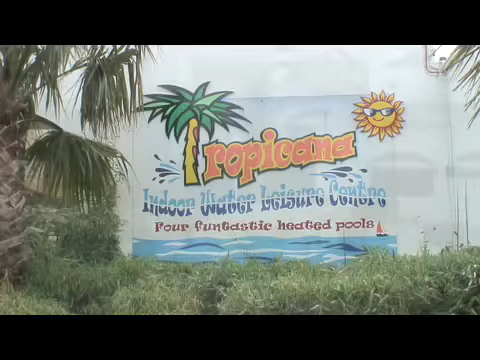 Tropicana
Indoor Water Leisure Centre
Four funtastic heated pools